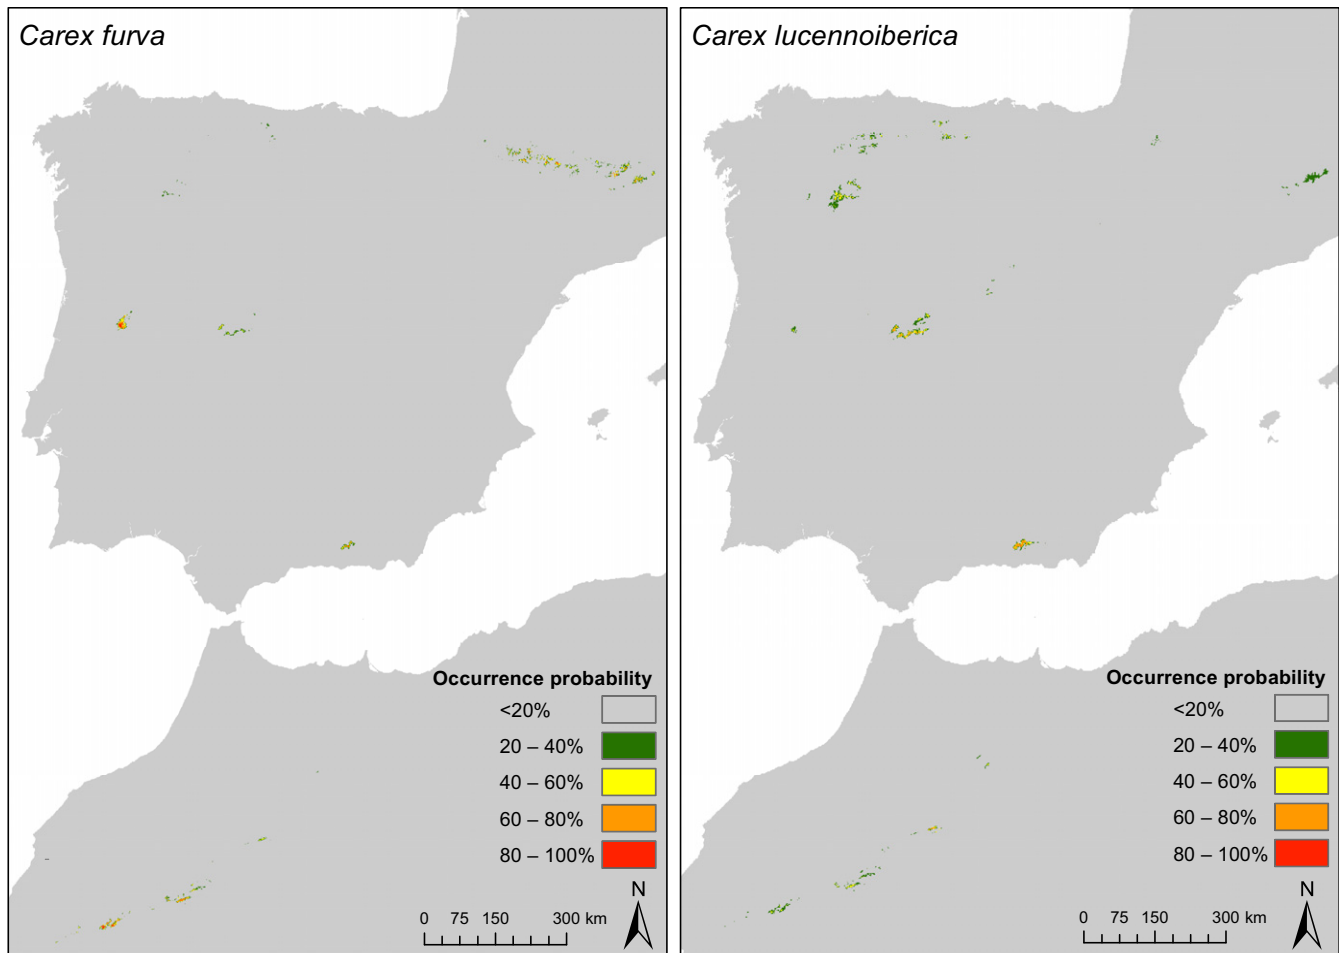 Carex furva
Occurrence probability
<20%
20 – 40%
40 – 60%
60 – 80%
80 – 100%
N
0 75 150 300 km
Carex lucennoiberica
Occurrence probability
<20%
20 – 40%
40 – 60%
60 – 80%
80 – 100%
N
0 75 150 300 km